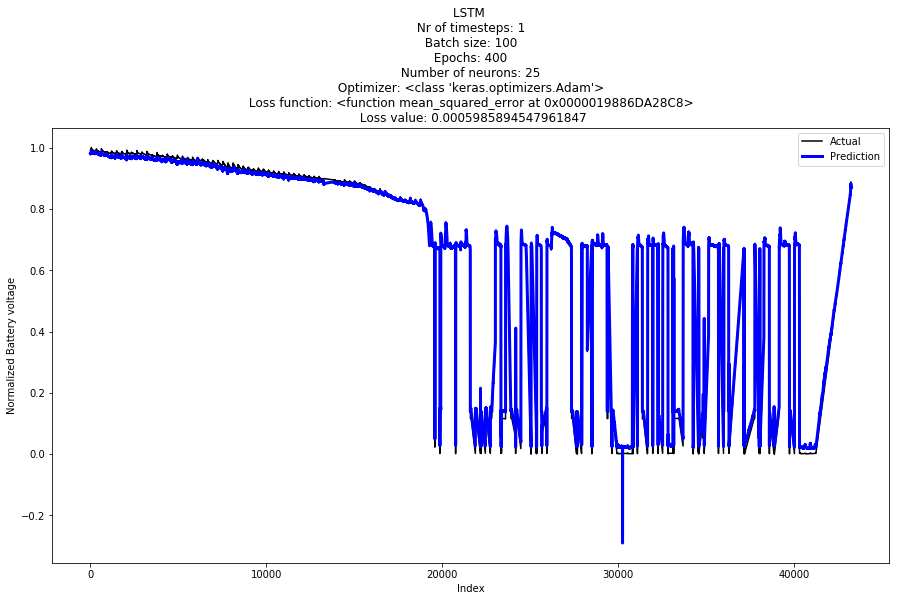 LSTM
Nr of timesteps: 1
Batch size: 100
Epochs: 400
Number of neurons: 25
Optimizer: <class 'keras.optimizers.Adam'>
Loss function: <function mean_squared_error at 0x0000019886DA28C8>
Loss value: 0.0005985894547961847
Actual
Prediction
Normalized Battery voltage
1.0
0.8
0.6
0.4
0.2
0.0
−0.2
0 10000 20000 30000 40000
Index